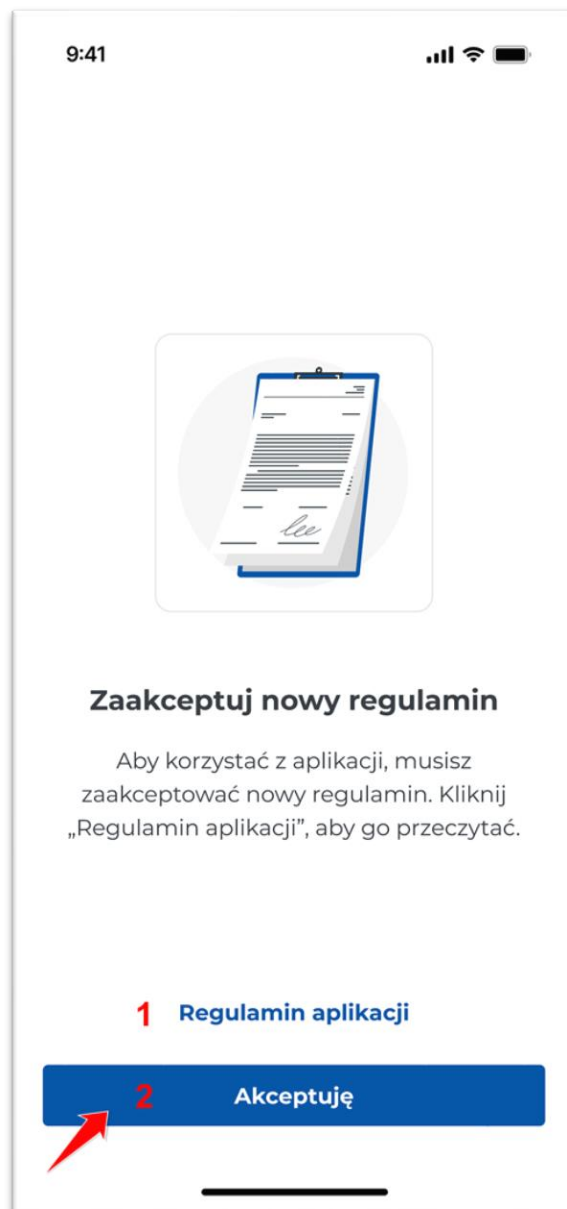 9:41
Zaakceptuj nowy regulamin
Aby korzystać z aplikacji, musisz
zaakceptować nowy regulamin. Kliknij
„Regulamin aplikacji”, aby go przeczytać.
1 Regulamin aplikacji
2 Akceptuję